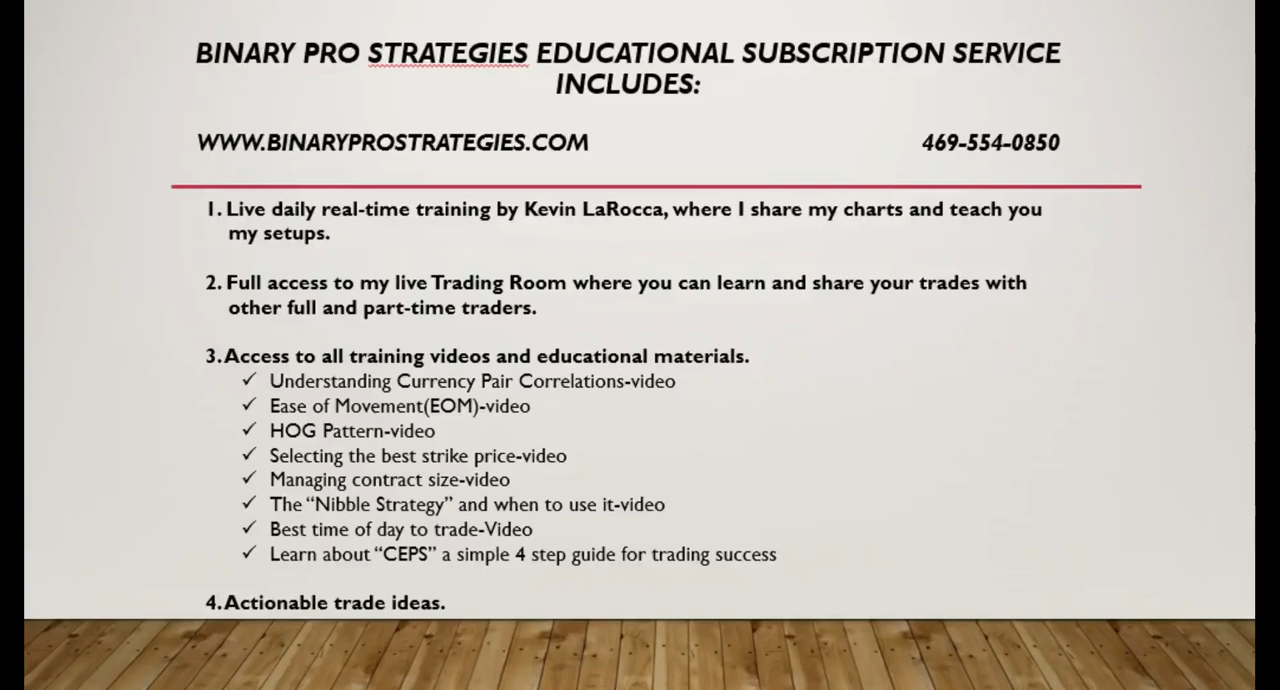 BINARY PRO STRATEGIES EDUCATIONAL SUBSCRIPTION SERVICE
INCLUDES:
WWW.BINARYPROSTRATEGIES.COM 469-554-0850
1. Live daily real-time training by Kevin LaRocca, where I share my charts and teach you
my setups.
2. Full access to my live Trading Room where you can learn and share your trades with
other full and part-time traders.
3. Access to all training videos and educational materials.
✓ Understanding Currency Pair Correlations-video
✓ Ease of Movement(EOM)-video
✓ HOG Pattern-video
✓ Selecting the best strike price-video
✓ Managing contract size-video
✓ The “Nibble Strategy” and when to use it-video
✓ Best time of day to trade-Video
✓ Learn about “CEPS” a simple 4 step guide for trading success
4. Actionable trade ideas.